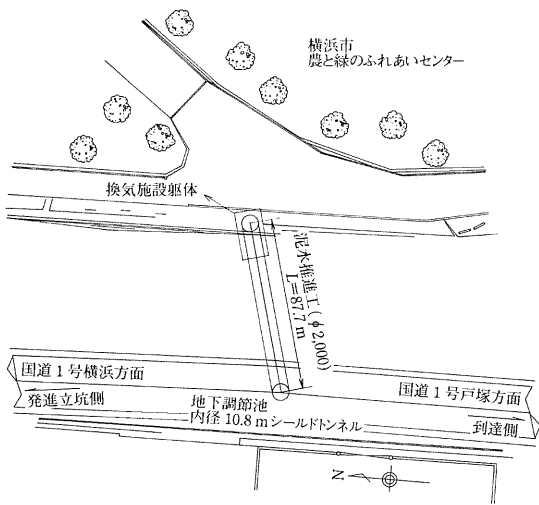 横浜市
農と緑のふれあいセンター
換気施設躯体
泥水推進工(φ2,000)
L=87.7 m
国道1号横浜方面
発進立坑側
地下調節池
内径10.8 mシールドトンネル
国道1号戸塚方面
到達側
N